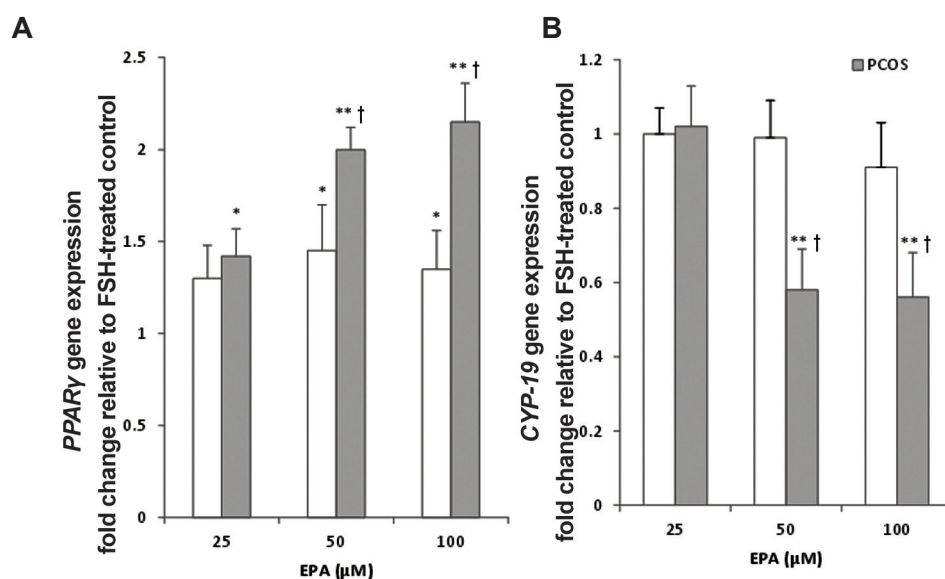 A
PPARγ gene expression
fold change relative to FSH-treated control
2.5
2
1.5
1
0.5
0
*
*
** †
*
** †
25
50
100
EPA (µM)
B
CYP-19 gene expression
fold change relative to FSH-treated control
1.2
1
0.8
0.6
0.4
0.2
0
PCOS
** †
** †
25
50
100
EPA (µM)